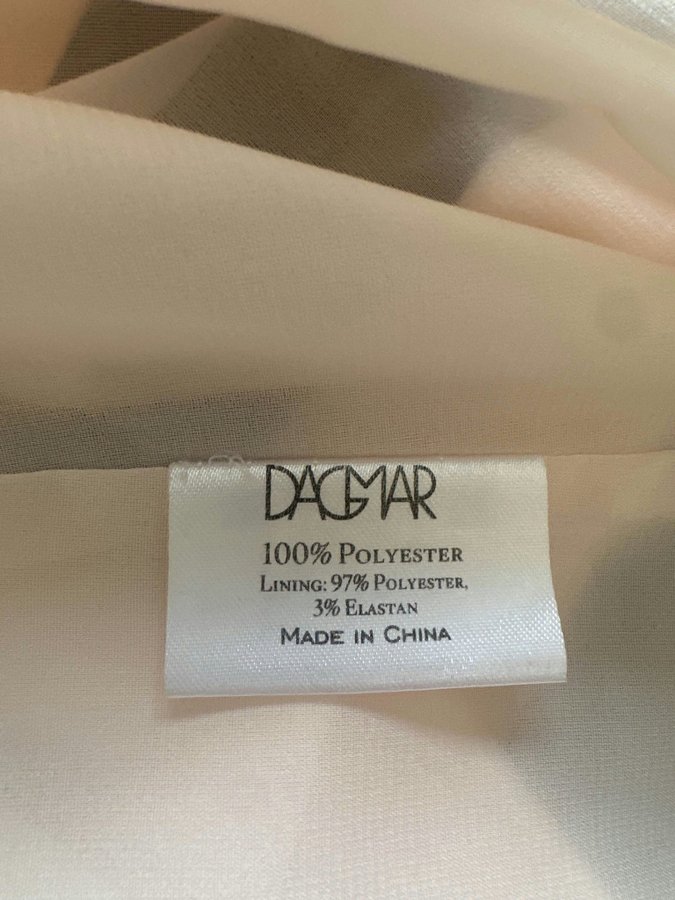 DAGMAR
100% POLYESTER
LINING: 97% POLYESTER,
3% ELASTAN
MADE IN CHINA